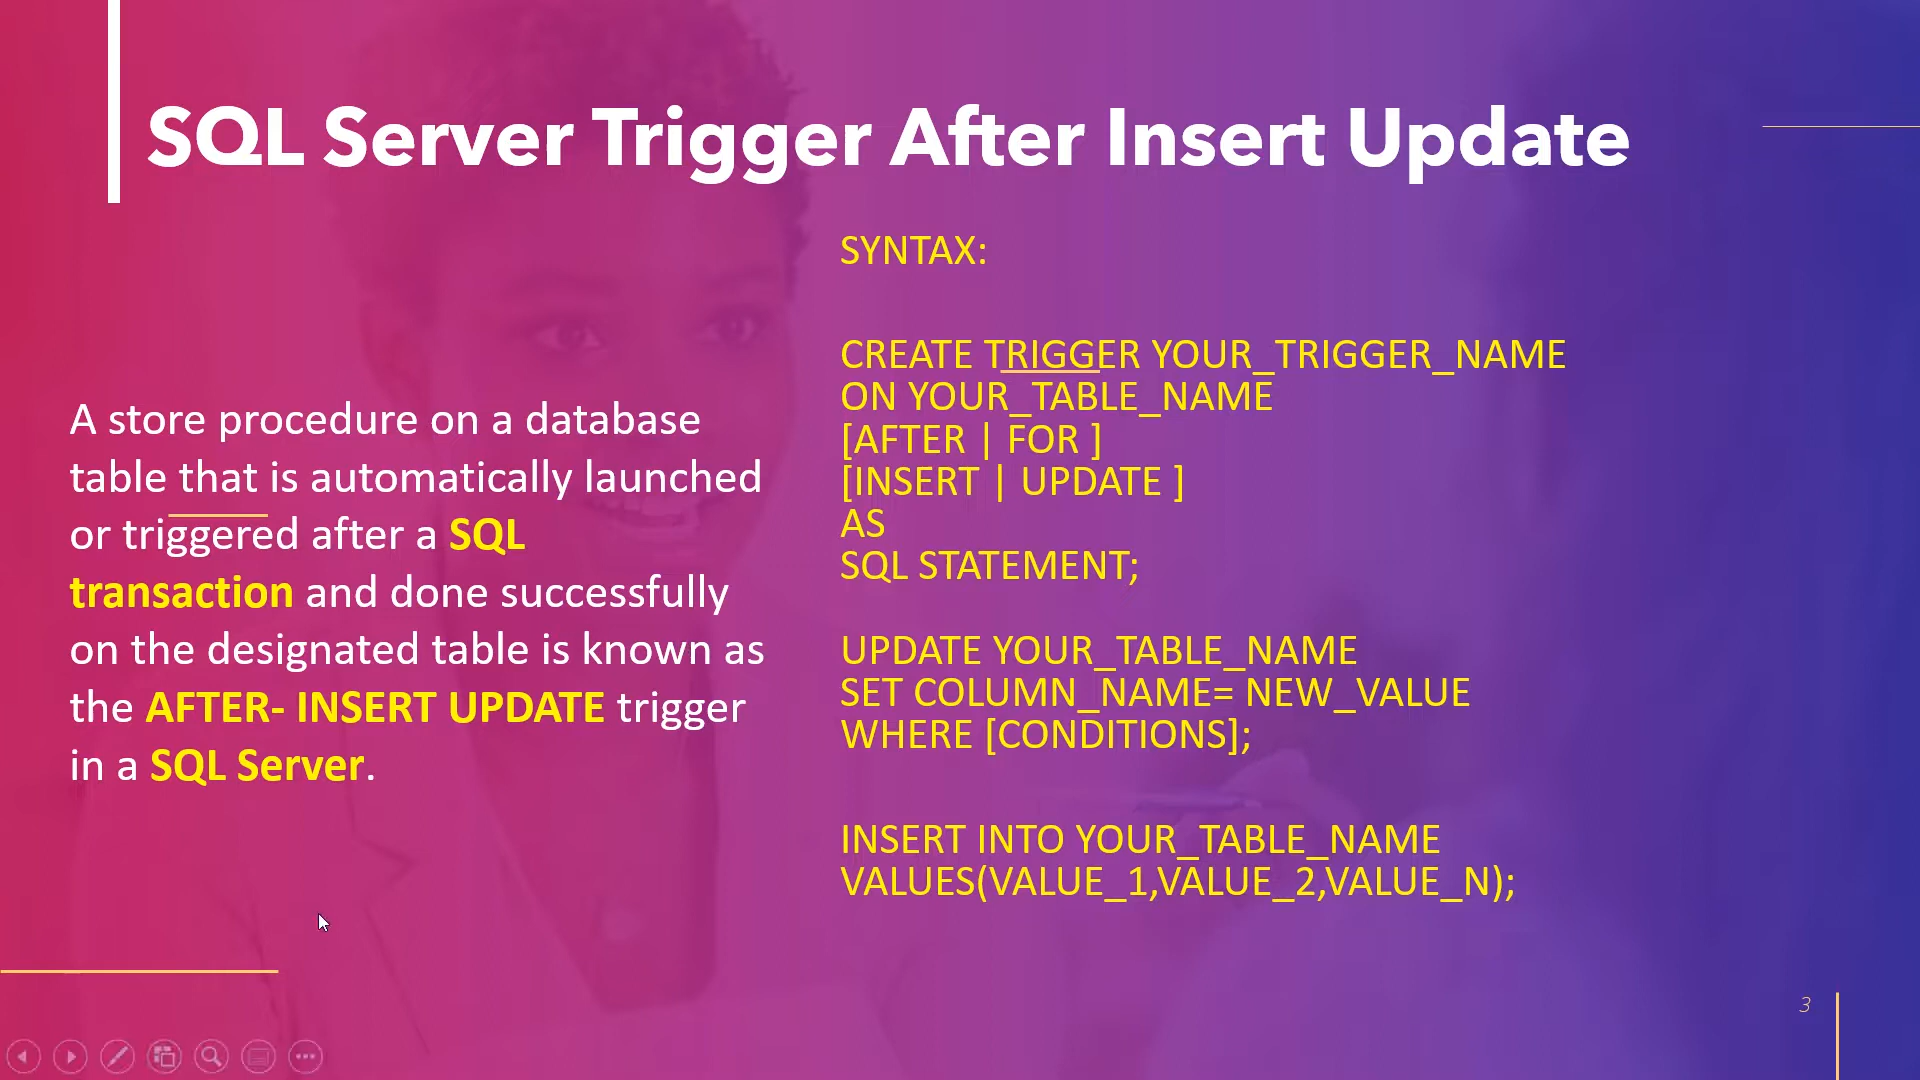 SQL Server Trigger After Insert Update
A store procedure on a database
table that is automatically launched
or triggered after a SQL
transaction and done successfully
on the designated table is known as
the AFTER- INSERT UPDATE trigger
in a SQL Server.
SYNTAX:
CREATE TRIGGER YOUR_TRIGGER_NAME
ON YOUR_TABLE_NAME
[AFTER | FOR ]
[INSERT | UPDATE ]
AS
SQL STATEMENT;
UPDATE YOUR_TABLE_NAME
SET COLUMN_NAME= NEW_VALUE
WHERE [CONDITIONS];
INSERT INTO YOUR_TABLE_NAME
VALUES(VALUE_1,VALUE_2,VALUE_N);
3